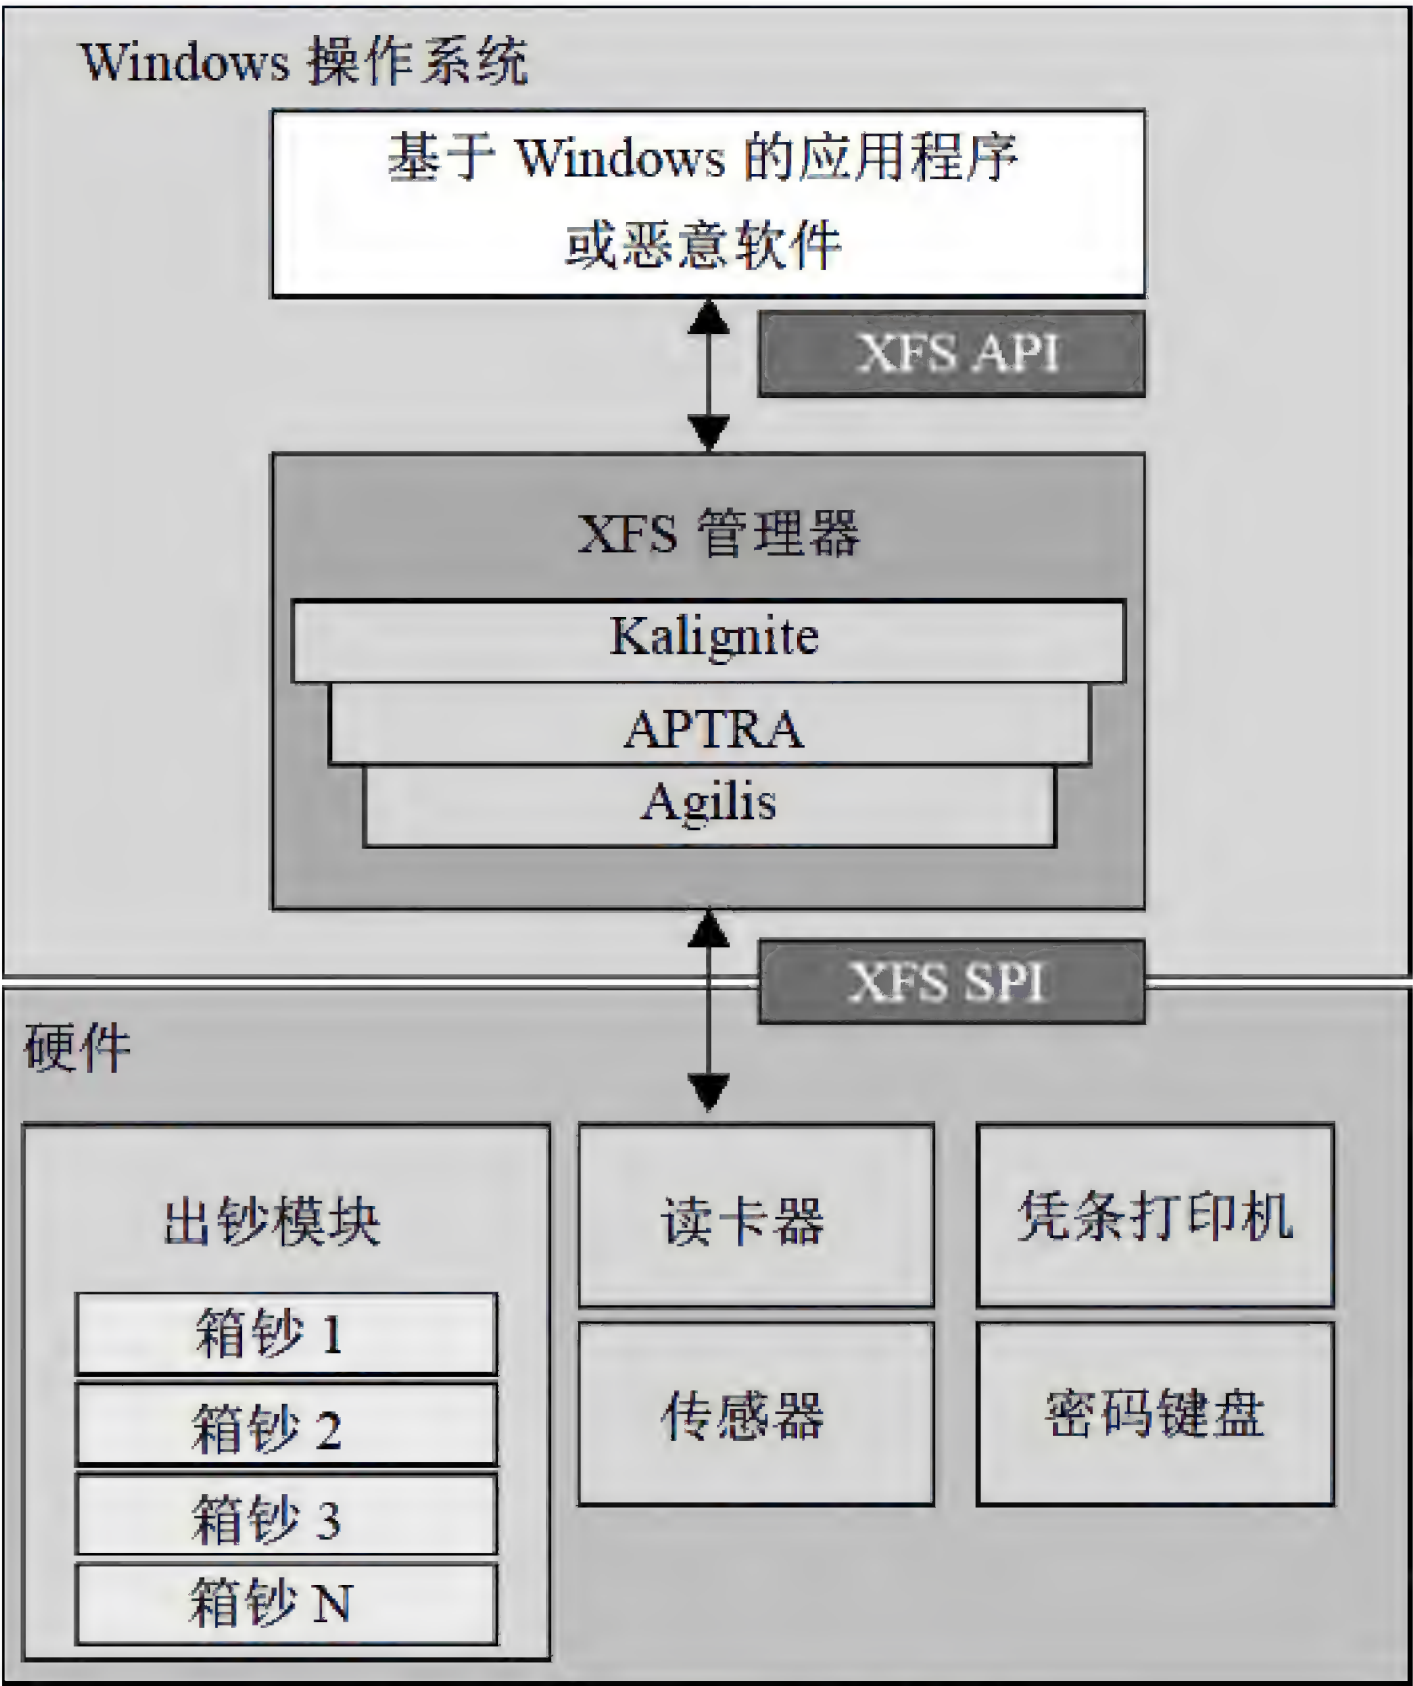 Windows 操作系统
基于 Windows 的应用程序
或恶意软件
XFS API
XFS 管理器
Kalignite
APTRA
Agilis
XFS SPI
硬件
出钞模块
箱钞 1
箱钞 2
箱钞 3
箱钞 N
读卡器
凭条打印机
传感器
密码键盘